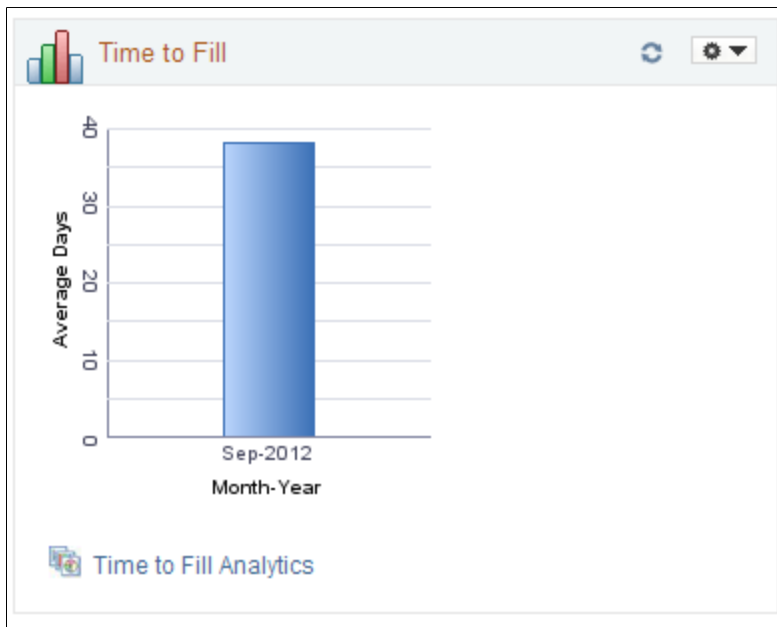 Time to Fill
40
30
20
10
0
Average Days
Sep-2012
Month-Year
Time to Fill Analytics